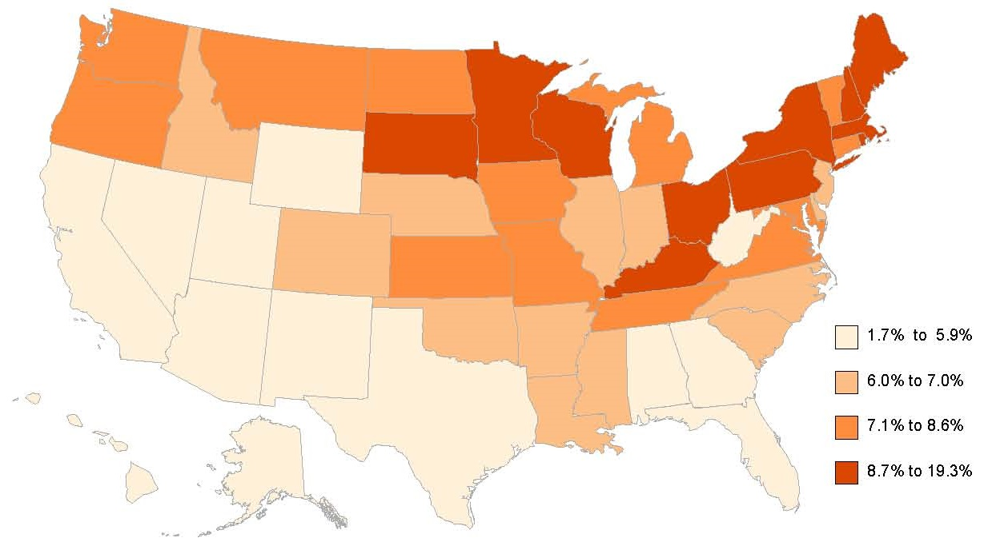 1.7% to 5.9%
6.0% to 7.0%
7.1% to 8.6%
8.7% to 19.3%